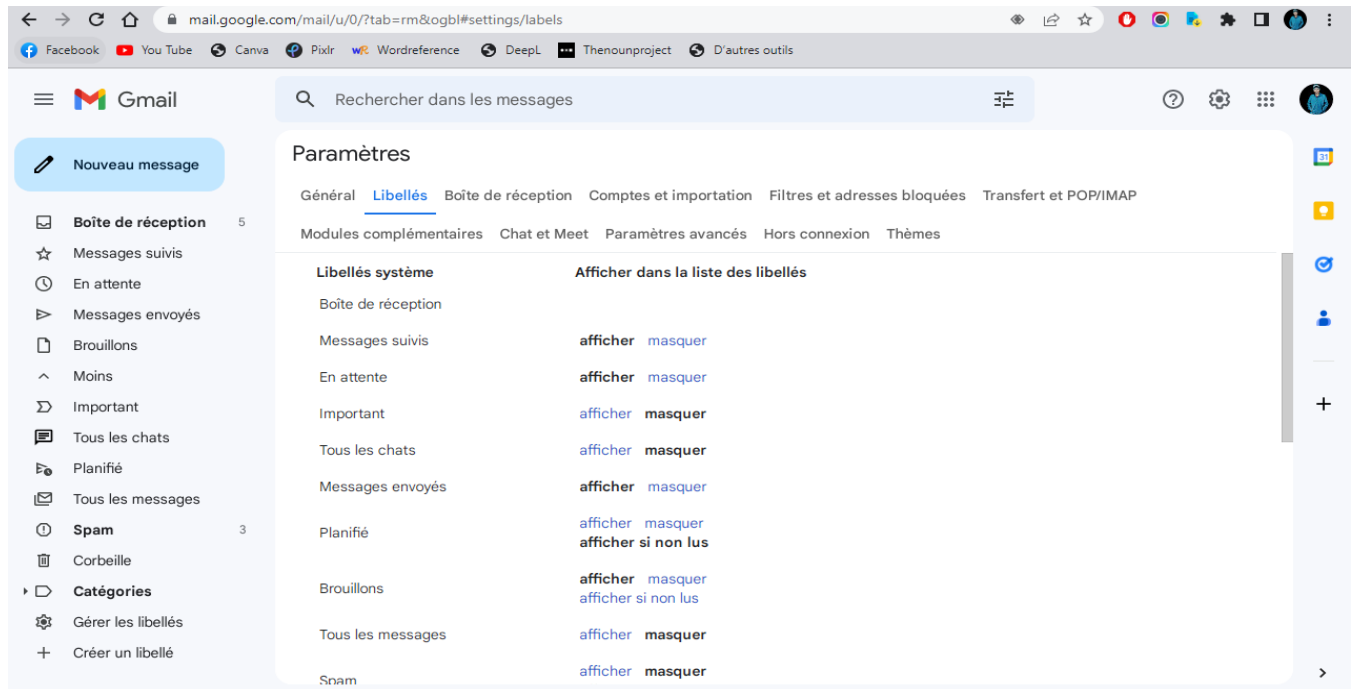 mail.google.com/mail/u/0/?tab=rm&ogbl#settings/labels
Facebook You Tube Canva Pixlr WR Wordreference DeepL Thenounproject D'autres outils
Gmail
Rechercher dans les messages
Nouveau message
Boîte de réception 5
Messages suivis
En attente
Messages envoyés
Brouillons
Moins
Important
Tous les chats
Planifié
Tous les messages
Spam 3
Corbeille
Catégories
Gérer les libellés
Créer un libellé
Paramètres
Général Libellés Boîte de réception Comptes et importation Filtres et adresses bloquées Transfert et POP/IMAP
Modules complémentaires Chat et Meet Paramètres avancés Hors connexion Thèmes
Libellés système Afficher dans la liste des libellés
Boîte de réception
Messages suivis afficher masquer
En attente afficher masquer
Important afficher masquer
Tous les chats afficher masquer
Messages envoyés afficher masquer
Planifié afficher masquer
afficher si non lus
Brouillons afficher masquer
afficher si non lus
Tous les messages afficher masquer
Spam afficher masquer
31